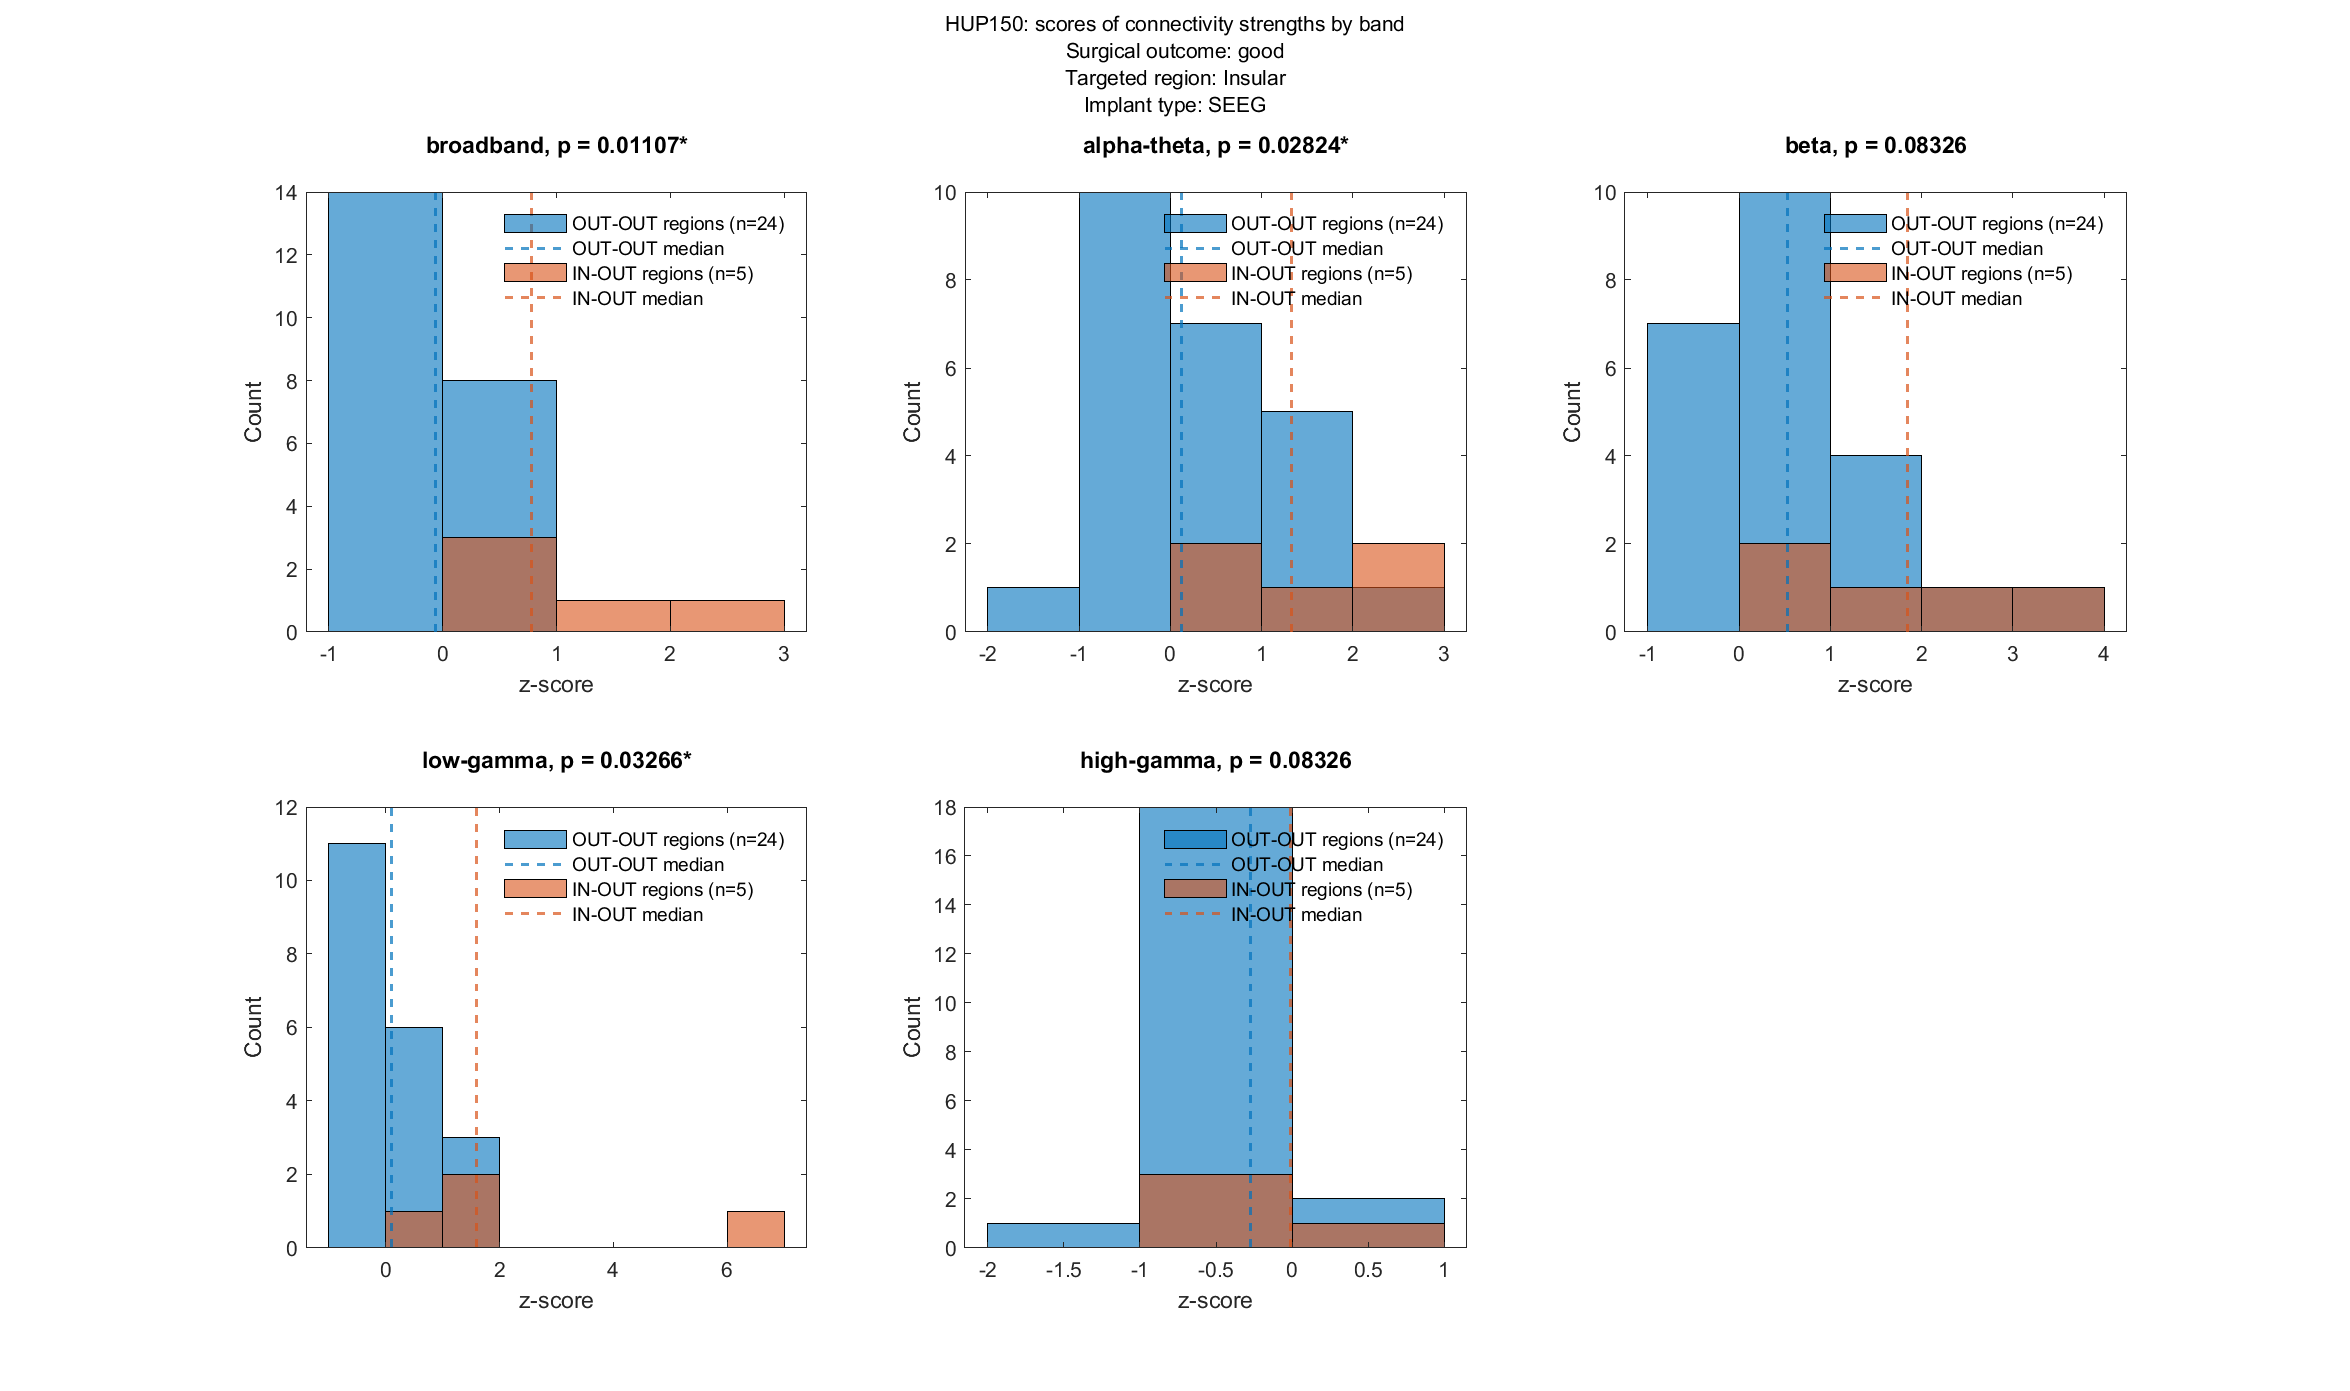 HUP150: scores of connectivity strengths by band
Surgical outcome: good
Targeted region: Insular
Implant type: SEEG
broadband, p = 0.01107*
14
12
10
8
6
4
2
0
Count
-1 0 1 2 3
z-score
OUT-OUT regions (n=24)
OUT-OUT median
IN-OUT regions (n=5)
IN-OUT median
alpha-theta, p = 0.02824*
10
8
6
4
2
0
Count
-2 -1 0 1 2 3
z-score
OUT-OUT regions (n=24)
OUT-OUT median
IN-OUT regions (n=5)
IN-OUT median
beta, p = 0.08326
10
8
6
4
2
0
Count
-1 0 1 2 3 4
z-score
OUT-OUT regions (n=24)
OUT-OUT median
IN-OUT regions (n=5)
IN-OUT median
low-gamma, p = 0.03266*
12
10
8
6
4
2
0
Count
0 2 4 6
z-score
OUT-OUT regions (n=24)
OUT-OUT median
IN-OUT regions (n=5)
IN-OUT median
high-gamma, p = 0.08326
18
16
14
12
10
8
6
4
2
0
Count
-2 -1.5 -1 -0.5 0 0.5 1
z-score
OUT-OUT regions (n=24)
OUT-OUT median
IN-OUT regions (n=5)
IN-OUT median